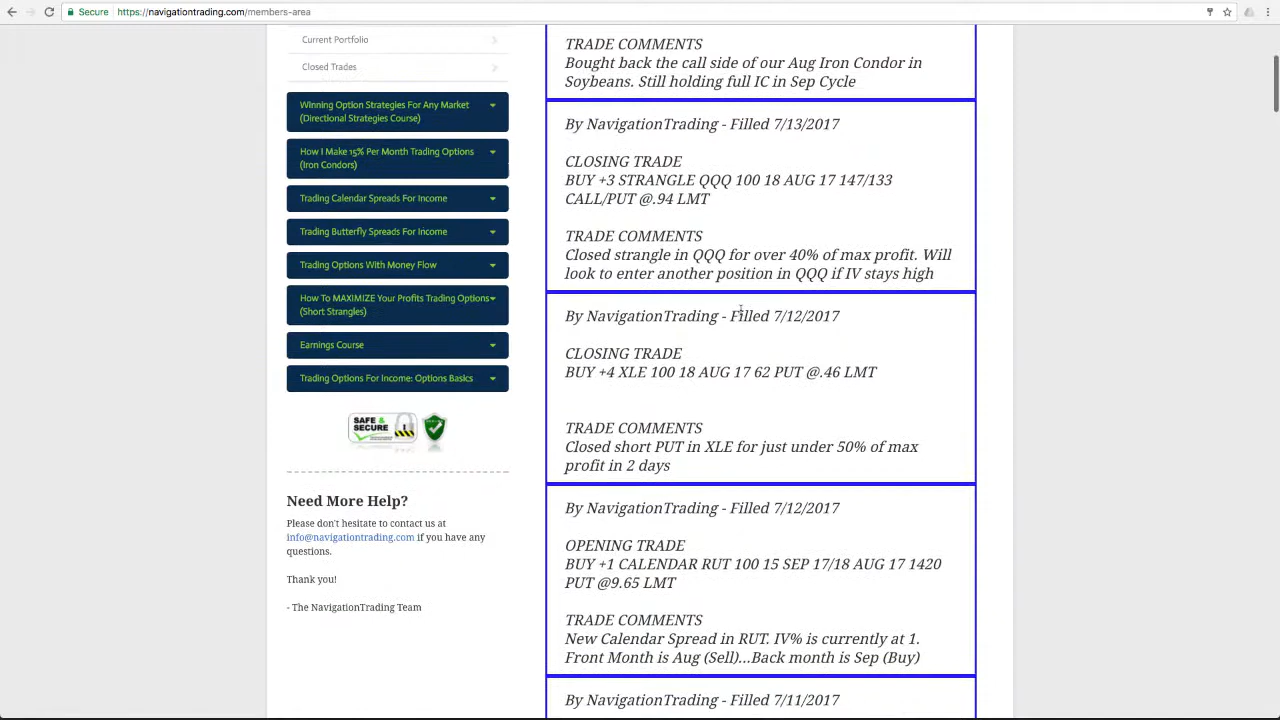 Secure
https://navigationtrading.com/members-area
Current Portfolio
Closed Trades
Winning Option Strategies For Any Market
(Directional Strategies Course)
How I Make 15% Per Month Trading Options
(Iron Condors)
Trading Calendar Spreads For Income
Trading Butterfly Spreads For Income
Trading Options With Money Flow
How To MAXIMIZE Your Profits Trading Options
(Short Strangles)
Earnings Course
Trading Options For Income: Options Basics
SAFE &
SECURE
Need More Help?
Please don't hesitate to contact us at
info@navigationtrading.com if you have any
questions.
Thank you!
- The NavigationTrading Team
TRADE COMMENTS
Bought back the call side of our Aug Iron Condor in
Soybeans. Still holding full IC in Sep Cycle
By NavigationTrading - Filled 7/13/2017
CLOSING TRADE
BUY +3 STRANGLE QQQ 100 18 AUG 17 147/133
CALL/PUT @.94 LMT
TRADE COMMENTS
Closed strangle in QQQ for over 40% of max profit. Will
look to enter another position in QQQ if IV stays high
By NavigationTrading - Filled 7/12/2017
CLOSING TRADE
BUY +4 XLE 100 18 AUG 17 62 PUT @.46 LMT
TRADE COMMENTS
Closed short PUT in XLE for just under 50% of max
profit in 2 days
By NavigationTrading - Filled 7/12/2017
OPENING TRADE
BUY +1 CALENDAR RUT 100 15 SEP 17/18 AUG 17 1420
PUT @9.65 LMT
TRADE COMMENTS
New Calendar Spread in RUT. IV% is currently at 1.
Front Month is Aug (Sell)...Back month is Sep (Buy)
By NavigationTrading - Filled 7/11/2017